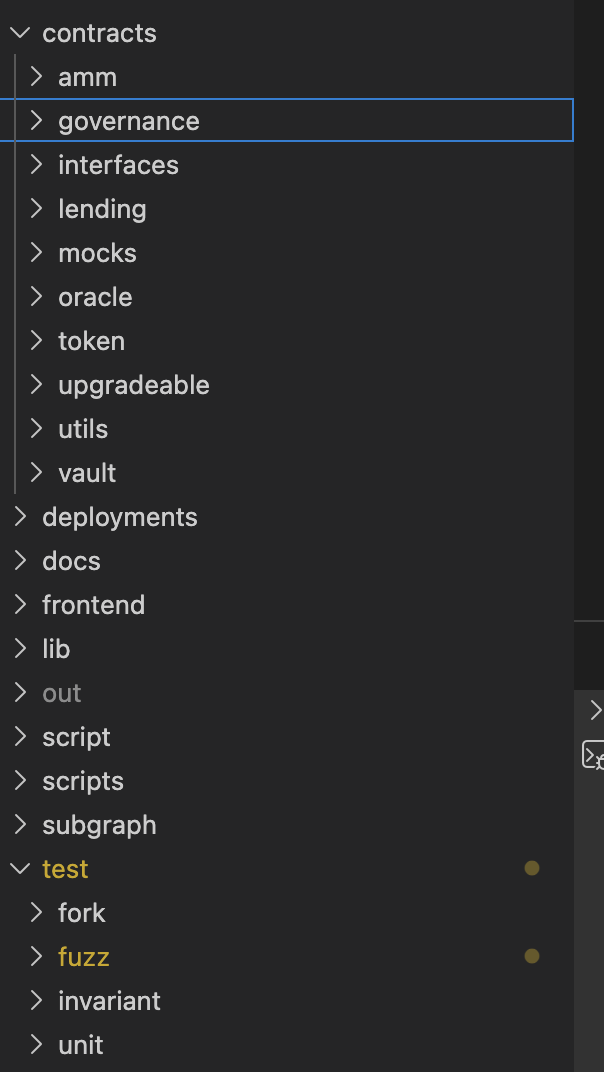 contracts
amm
governance
interfaces
lending
mocks
oracle
token
upgradeable
utils
vault
deployments
docs
frontend
lib
out
script
scripts
subgraph
test
fork
fuzz
invariant
unit